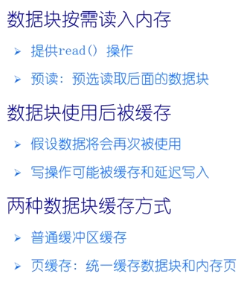 数据块按需读入内存
➢ 提供read() 操作
➢ 预读: 预选读取后面的数据块
数据块使用后被缓存
➢ 假设数据将会再次被使用
➢ 写操作可能被缓存和延迟写入
两种数据块缓存方式
➢ 普通缓冲区缓存
➢ 页缓存: 统一缓存数据块和内存页